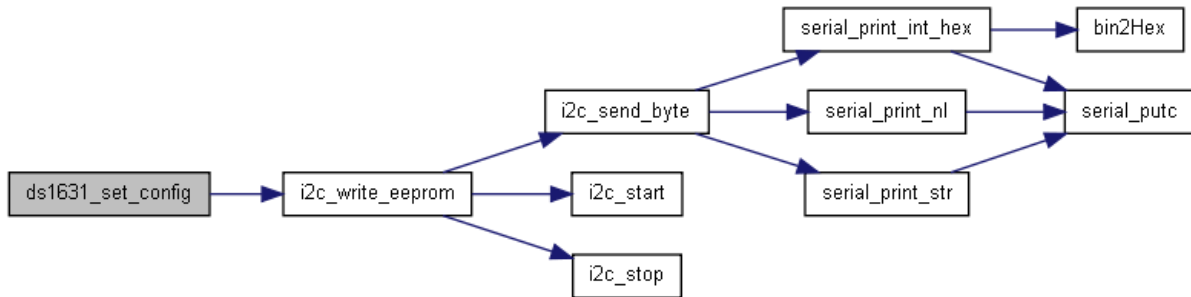 serial_print_int_hex
bin2Hex
i2c_send_byte
serial_print_nl
serial_putc
ds1631_set_config
i2c_write_eeprom
i2c_start
serial_print_str
i2c_stop